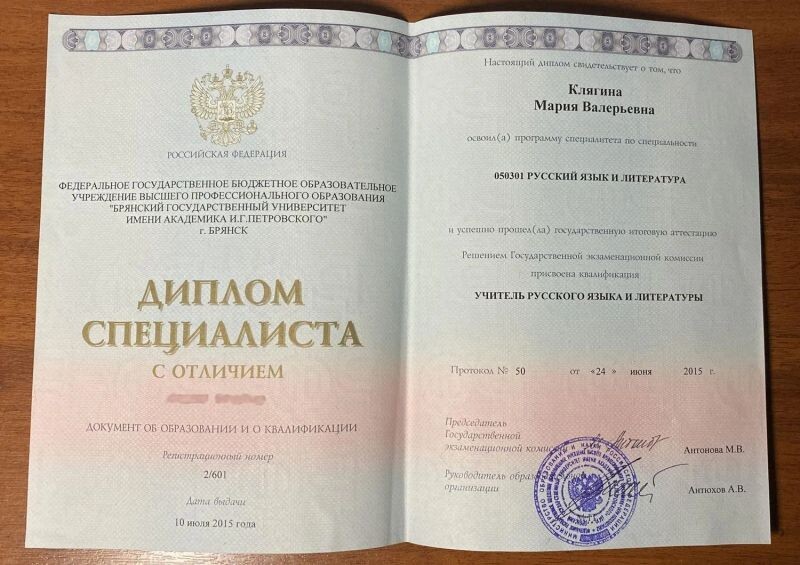 РОССИЙСКАЯ ФЕДЕРАЦИЯ
ФЕДЕРАЛЬНОЕ ГОСУДАРСТВЕННОЕ БЮДЖЕТНОЕ ОБРАЗОВАТЕЛЬНОЕ
УЧРЕЖДЕНИЕ ВЫСШЕГО ПРОФЕССИОНАЛЬНОГО ОБРАЗОВАНИЯ
"БРЯНСКИЙ ГОСУДАРСТВЕННЫЙ УНИВЕРСИТЕТ
ИМЕНИ АКАДЕМИКА И.Г.ПЕТРОВСКОГО"
г. БРЯНСК
ДИПЛОМ
СПЕЦИАЛИСТА
С ОТЛИЧИЕМ
ДОКУМЕНТ ОБ ОБРАЗОВАНИИ И О КВАЛИФИКАЦИИ
Регистрационный номер
2/601
Дата выдачи
10 июля 2015 года
Настоящий диплом свидетельствует о том, что
Клягина
Мария Валерьевна
освоил(а) программу специалитета по специальности
050301 РУССКИЙ ЯЗЫК И ЛИТЕРАТУРА
и успешно прошел(ла) государственную итоговую аттестацию
Решением Государственной экзаменационной комиссии
присвоена квалификация
УЧИТЕЛЬ РУССКОГО ЯЗЫКА И ЛИТЕРАТУРЫ
Протокол № 50 от «24 » июня 2015 г.
Председатель
Государственной
экзаменационной
Антонова М.В.
Руководитель
организации
Антюхов А.В.